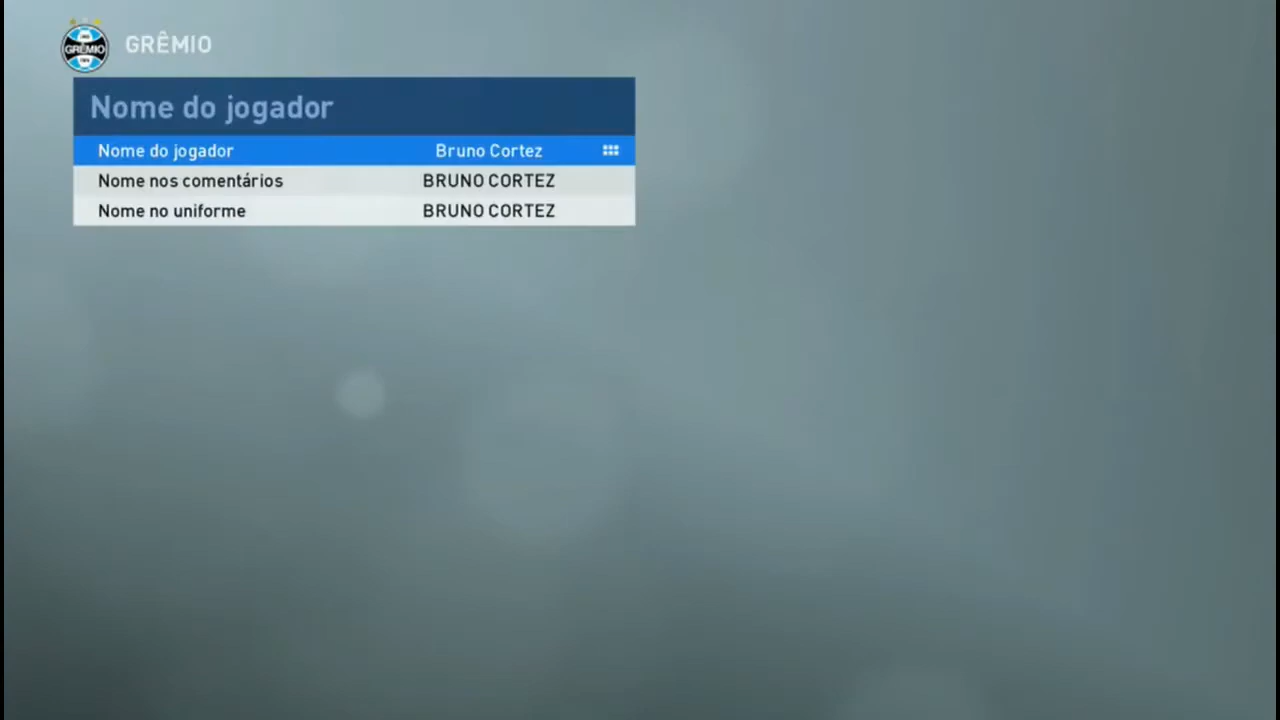 GRÊMIO
GRÊMIO
Nome do jogador
Nome do jogador Bruno Cortez
Nome nos comentários BRUNO CORTEZ
Nome no uniforme BRUNO CORTEZ